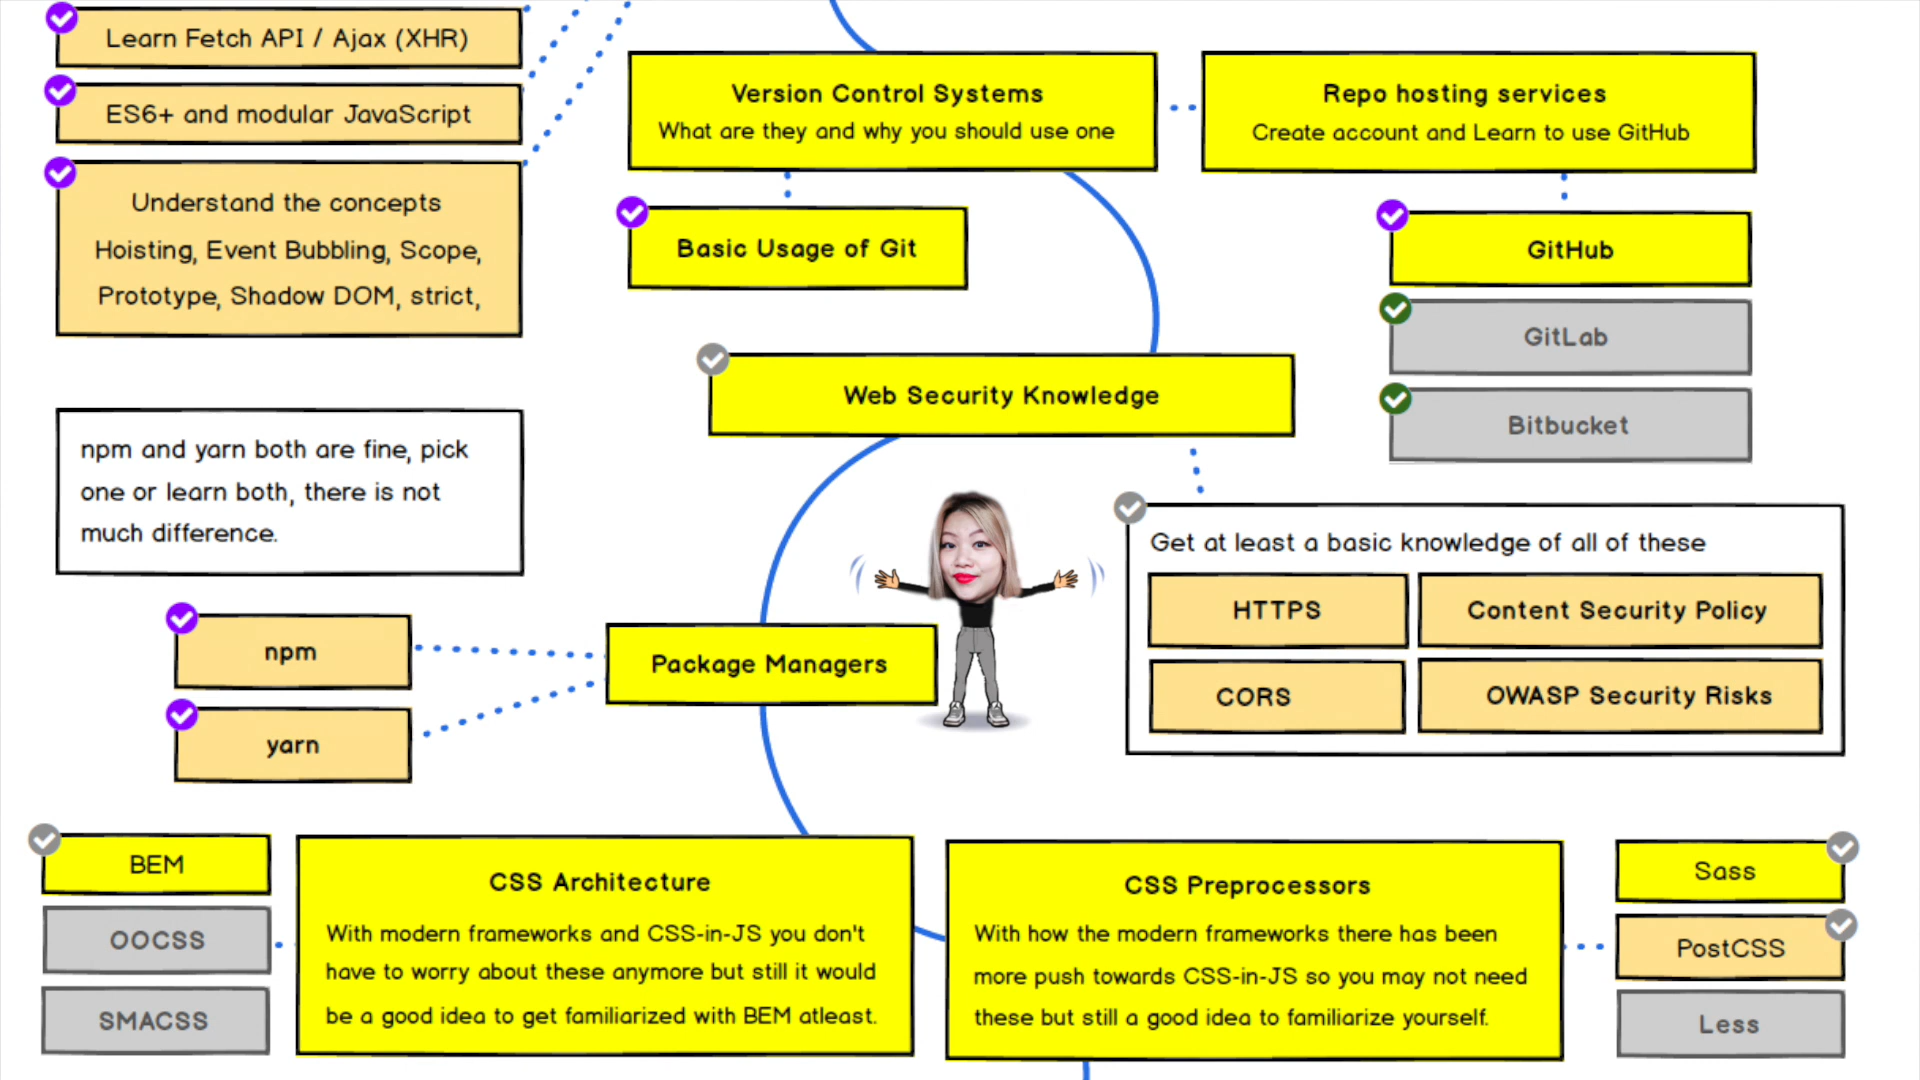 Learn Fetch API / Ajax (XHR)
ES6+ and modular JavaScript
Understand the concepts
Hoisting, Event Bubbling, Scope,
Prototype, Shadow DOM, strict,
Version Control Systems
What are they and why you should use one
Repo hosting services
Create account and Learn to use GitHub
Basic Usage of Git
GitHub
GitLab
Bitbucket
Web Security Knowledge
npm and yarn both are fine, pick
one or learn both, there is not
much difference.
Get at least a basic knowledge of all of these
HTTPS
Content Security Policy
CORS
OWASP Security Risks
npm
yarn
Package Managers
BEM
OOCSS
SMACSS
CSS Architecture
With modern frameworks and CSS-in-JS you don't
have to worry about these anymore but still it would
be a good idea to get familiarized with BEM atleast.
CSS Preprocessors
With how the modern frameworks there has been
more push towards CSS-in-JS so you may not need
these but still a good idea to familiarize yourself.
Sass
PostCSS
Less